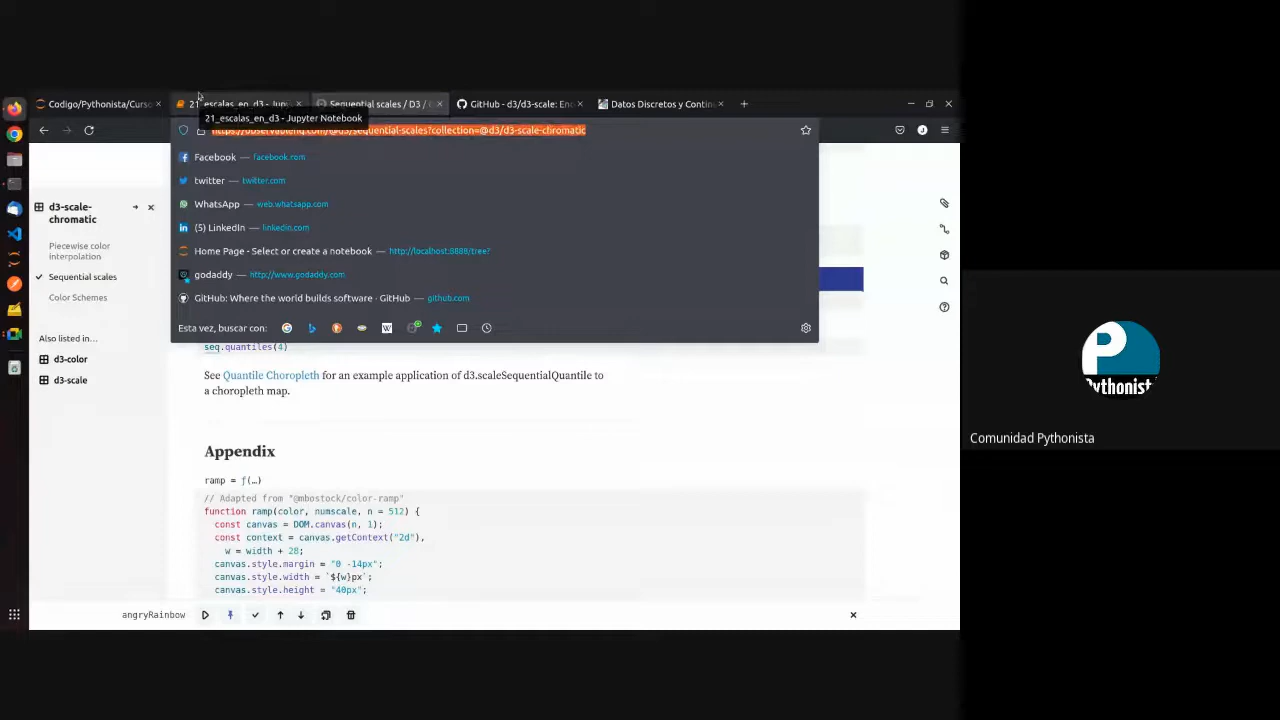 Codigo/Pythonista/Curso
21_escalas_en_d3 - Jup
Sequential scales / D3 /
GitHub - d3/d3-scale: En
Datos Discretos y Contin
21_escalas_en_d3 - Jupyter Notebook
https://observablehq.com/@d3/sequential-scales?collection=@d3/d3-scale-chromatic
Facebook — facebook.com
twitter — twitter.com
WhatsApp — web.whatsapp.com
(5) LinkedIn — linkedin.com
Home Page - Select or create a notebook — http://localhost:8888/tree?
godaddy — http://www.godaddy.com
GitHub: Where the world builds software · GitHub — github.com
Esta vez, buscar con:
d3-scale-
chromatic
Piecewise color
interpolation
Sequential scales
Color Schemes
Also listed in...
d3-color
d3-scale
seq.quantiles(4)
See Quantile Choropleth for an example application of d3.scaleSequentialQuantile to
a choropleth map.
Appendix
ramp = ƒ(…)
// Adapted from "@mbostock/color-ramp"
function ramp(color, numscale, n = 512) {
const canvas = DOM.canvas(n, 1);
const context = canvas.getContext("2d"),
w = width + 28;
canvas.style.margin = "0 -14px";
canvas.style.width = `${w}px`;
canvas.style.height = "40px";
angryRainbow
Pythonist
Comunidad Pythonista